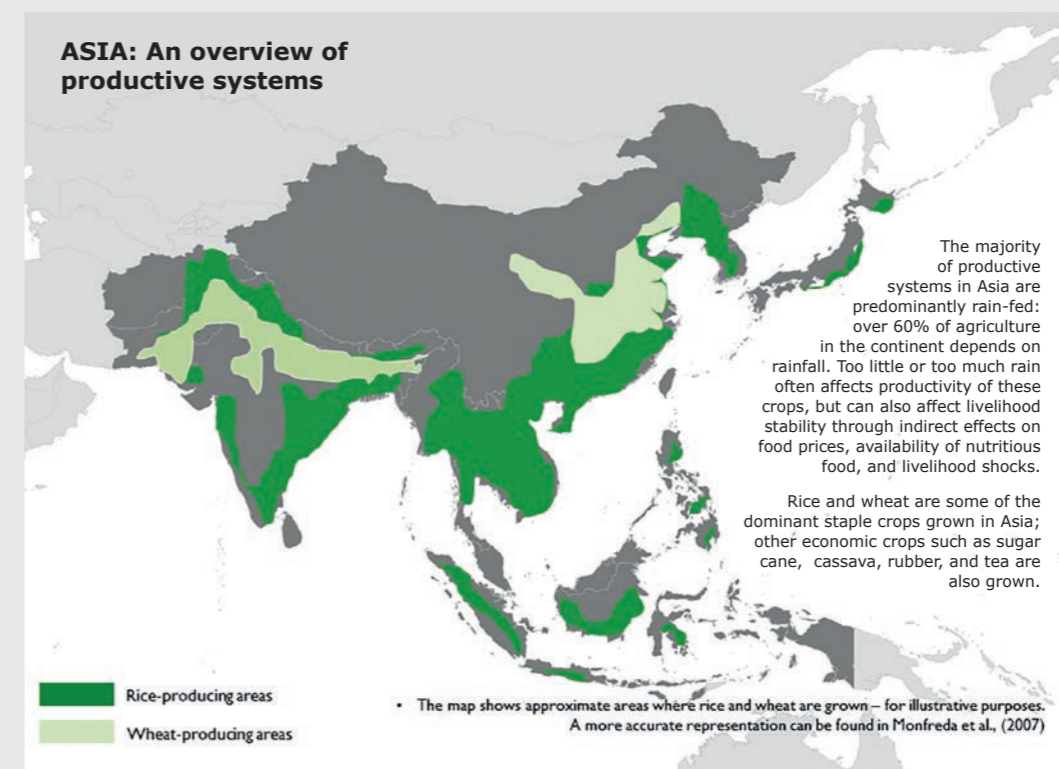 ASIA: An overview of
productive systems
The majority
of productive
systems in Asia are
predominantly rain-fed:
over 60% of agriculture
in the continent depends on
rainfall. Too little or too much rain
often affects productivity of these
crops, but can also affect livelihood
stability through indirect effects on
food prices, availability of nutritious
food, and livelihood shocks.
Rice and wheat are some of the
dominant staple crops grown in Asia;
other economic crops such as sugar
cane, cassava, rubber, and tea are
also grown.
Rice-producing areas
Wheat-producing areas
• The map shows approximate areas where rice and wheat are grown – for illustrative purposes.
A more accurate representation can be found in Monfreda et al., (2007)